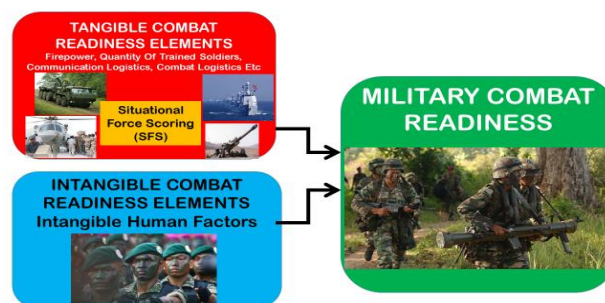 TANGIBLE COMBAT
READINESS ELEMENTS
Firepower, Quantity Of Trained Soldiers,
Communication Logistics, Combat Logistics Etc
Situational
Force Scoring
(SFS)
INTANGIBLE COMBAT
READINESS ELEMENTS
Intangible Human Factors
MILITARY COMBAT
READINESS